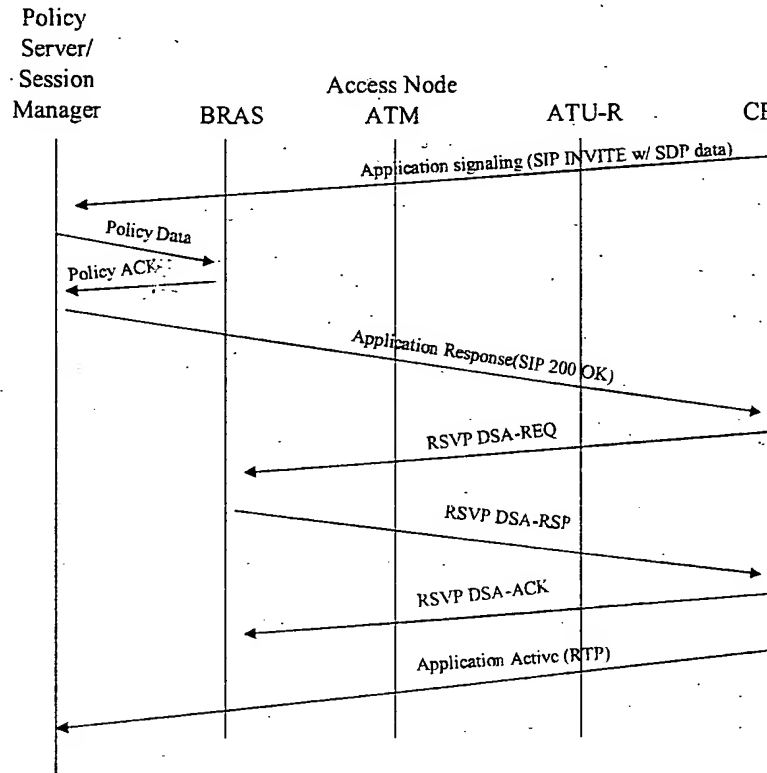 Policy
Server/
Session
Manager
BRAS
Access Node
ATM
ATU-R
Application signaling (SIP INVITE w/ SDP data)
Policy Data
Policy ACK
Application Response(SIP 200 OK)
RSVP DSA-REQ
RSVP DSA-RSP
RSVP DSA-ACK
Application Active (RTP)